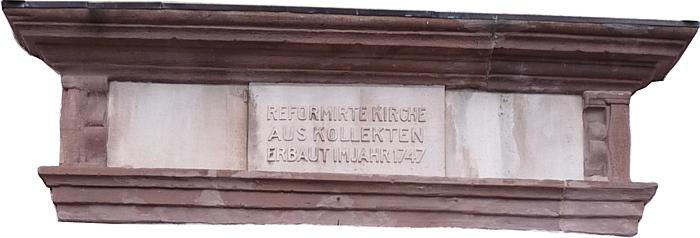 REFORMIRTE KIRCHE
AUS KOLLEKTEN
ERBAUT IM JAHR 1747